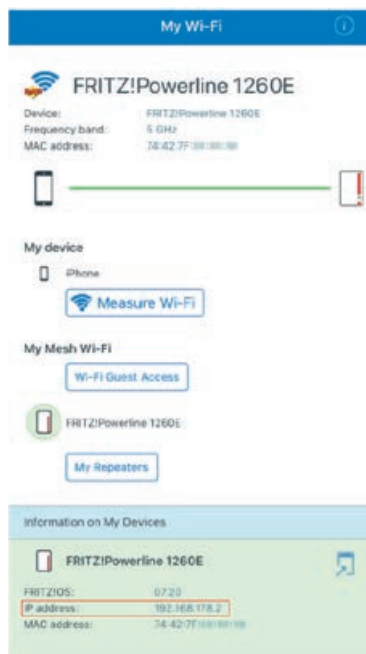 My Wi-Fi
FRITZ!Powerline 1260E
Device: FRITZ!Powerline 1260E
Frequency band: 5 GHz
MAC address: 74:42:7F
My device
iPhone
Measure Wi-Fi
My Mesh Wi-Fi
Wi-Fi Guest Access
FRITZ!Powerline 1260E
My Repeaters
Information on My Devices
FRITZ!Powerline 1260E
FRITZ!OS: 07.20
IP address: 192.168.178.2
MAC address: 74:42:7F